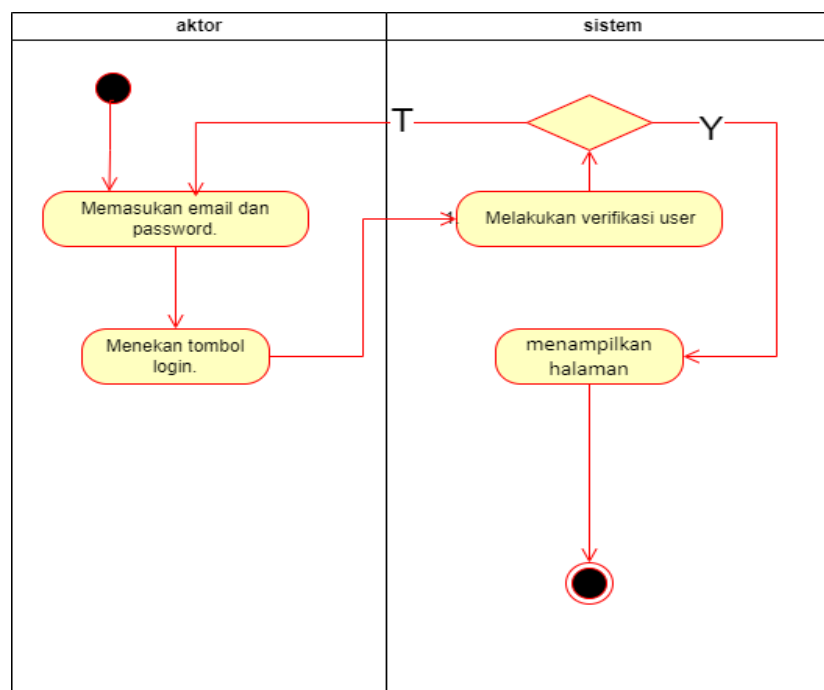 aktor
sistem
T
Y
Memasukan email dan
password.
Melakukan verifikasi user
Menekan tombol
login.
menampilkan
halaman